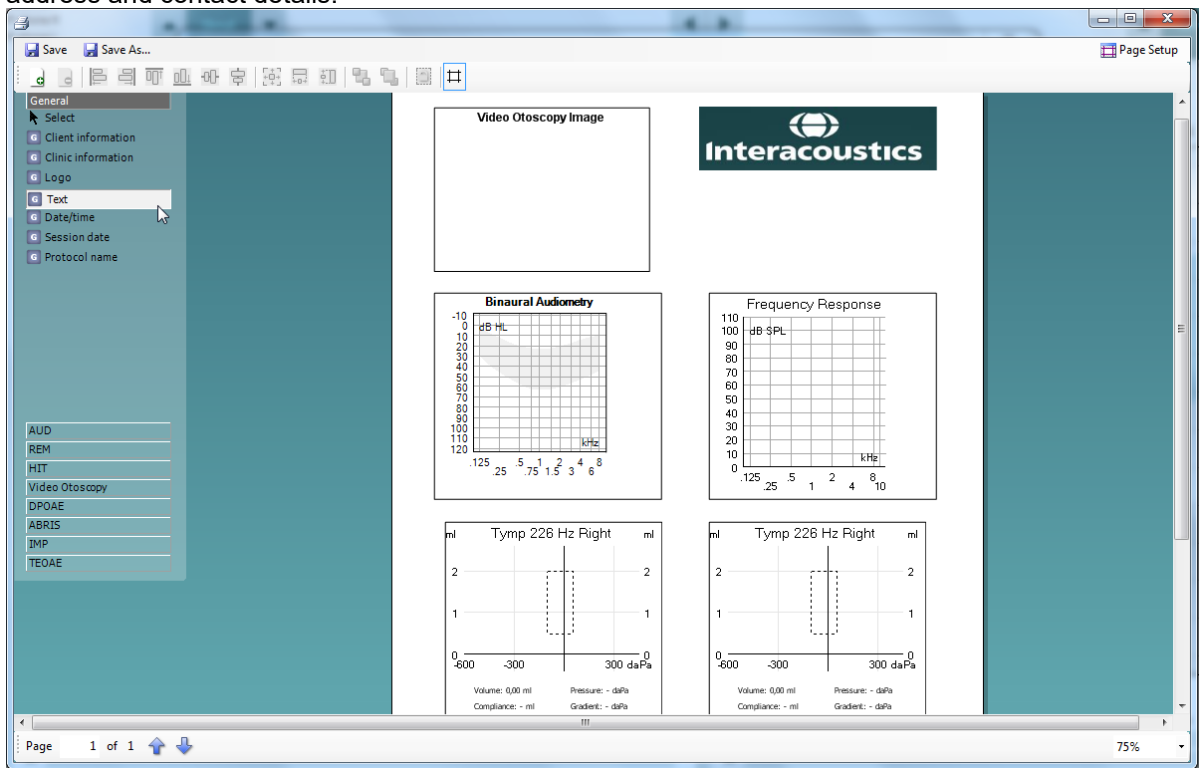 address and contact details.
Save Save As... Page Setup
General
Select
Client information
Clinic information
Logo
Text
Date/time
Session date
Protocol name
AUD
REM
HIT
Video Otoscopy
DPOAE
ABRIS
IMP
TEOAE
Video Otoscopy Image
Interacoustics
Binaural Audiometry
-10
0 dB HL
10
20
30
40
50
60
70
80
90
100
110 kHz
120
.125 .5 1 2 4 8
.25 .75 1.5 3 6
Frequency Response
110
100 dB SPL
90
80
70
60
50
40
30
20
10 kHz
0
.125 .5 2 8
.25 1 4 10
ml Tymp 226 Hz Right ml
2 2
1 1
0 0
-600 -300 300 daPa
Volume: 0,00 ml Pressure: - daPa
Compliance: - ml Gradient: - daPa
ml Tymp 226 Hz Right ml
2 2
1 1
0 0
-600 -300 300 daPa
Volume: 0,00 ml Pressure: - daPa
Compliance: - ml Gradient: - daPa
Page 1 of 1 75%